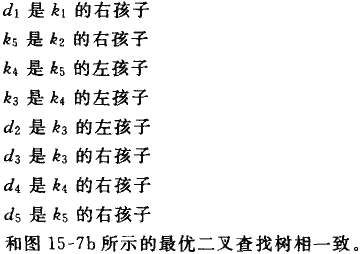 d₁ 是 k₁ 的右孩子
k₅ 是 k₂ 的右孩子
k₄ 是 k₅ 的左孩子
k₃ 是 k₄ 的左孩子
d₂ 是 k₃ 的左孩子
d₃ 是 k₃ 的右孩子
d₄ 是 k₄ 的右孩子
d₅ 是 k₅ 的右孩子
和图 15-7b 所示的最优二叉查找树相一致。